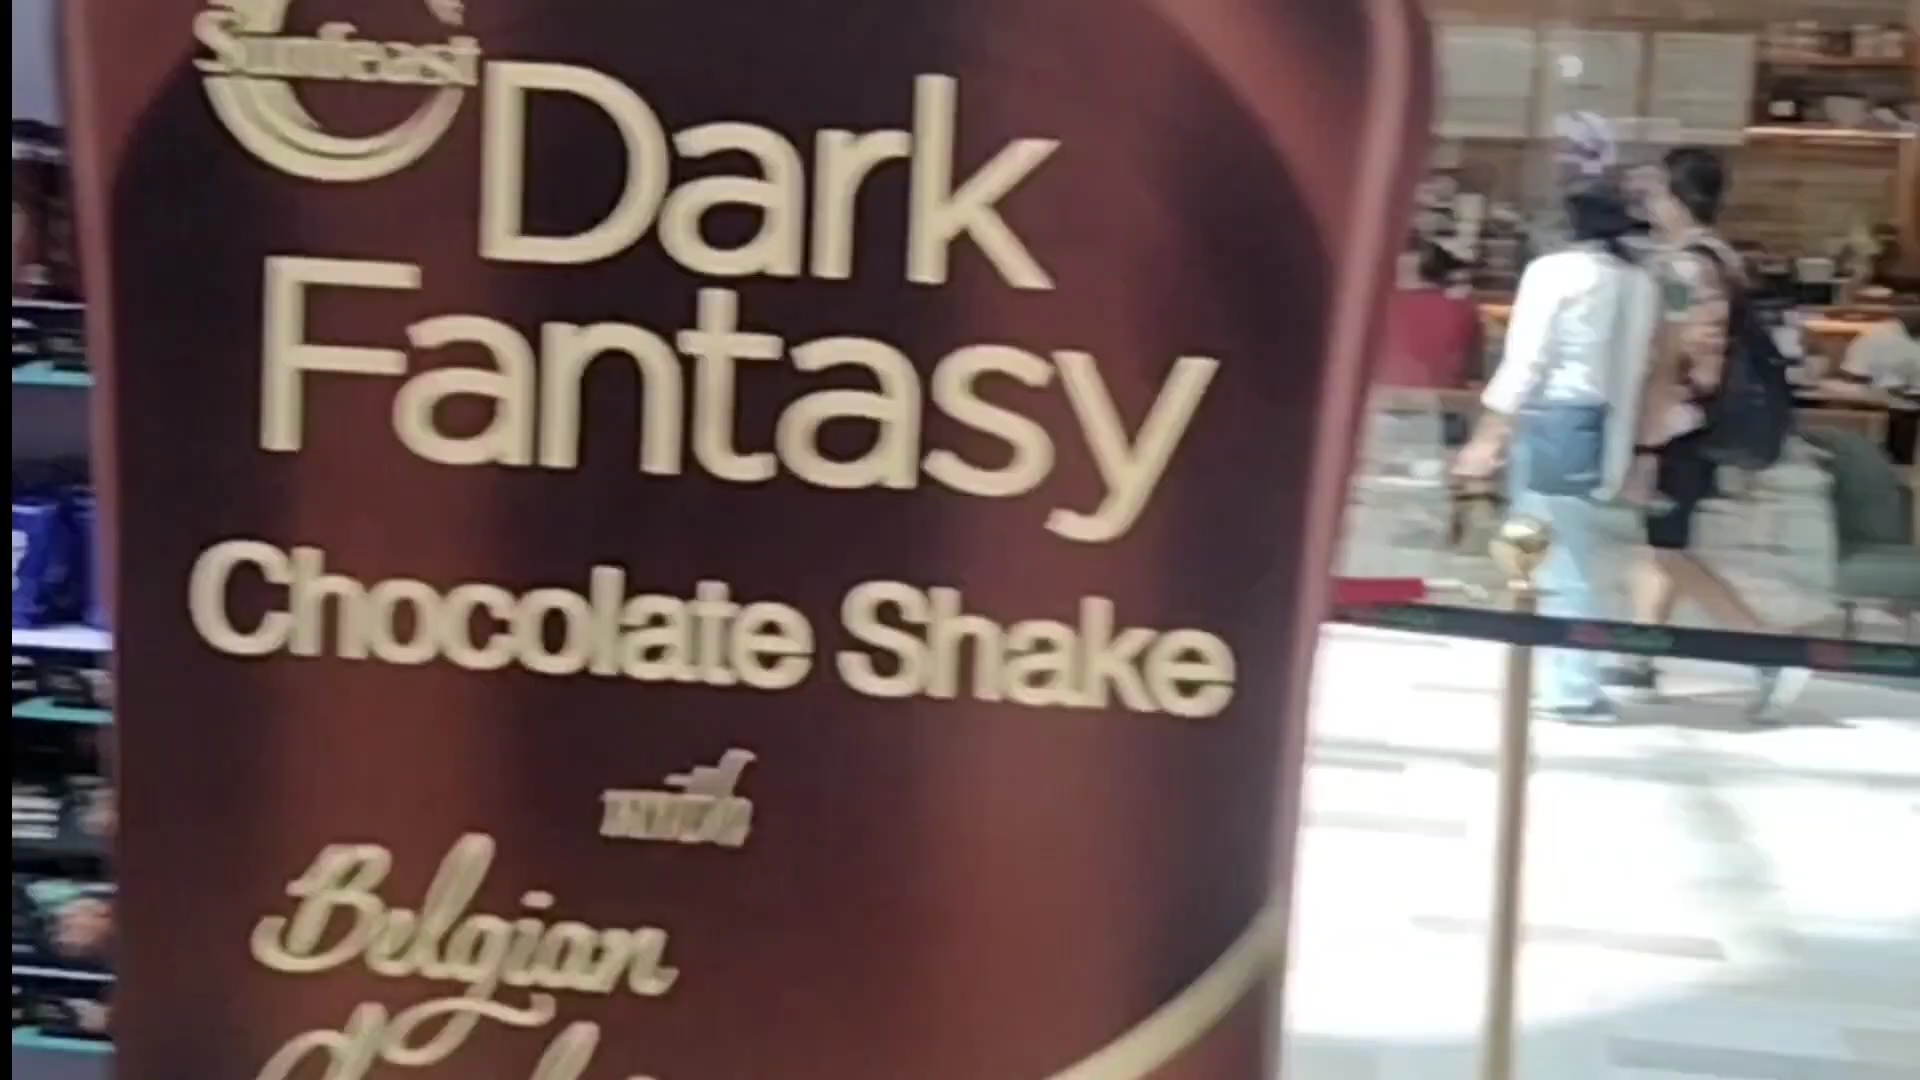 Sunfeast
Dark
Fantasy
Chocolate Shake
Belgian